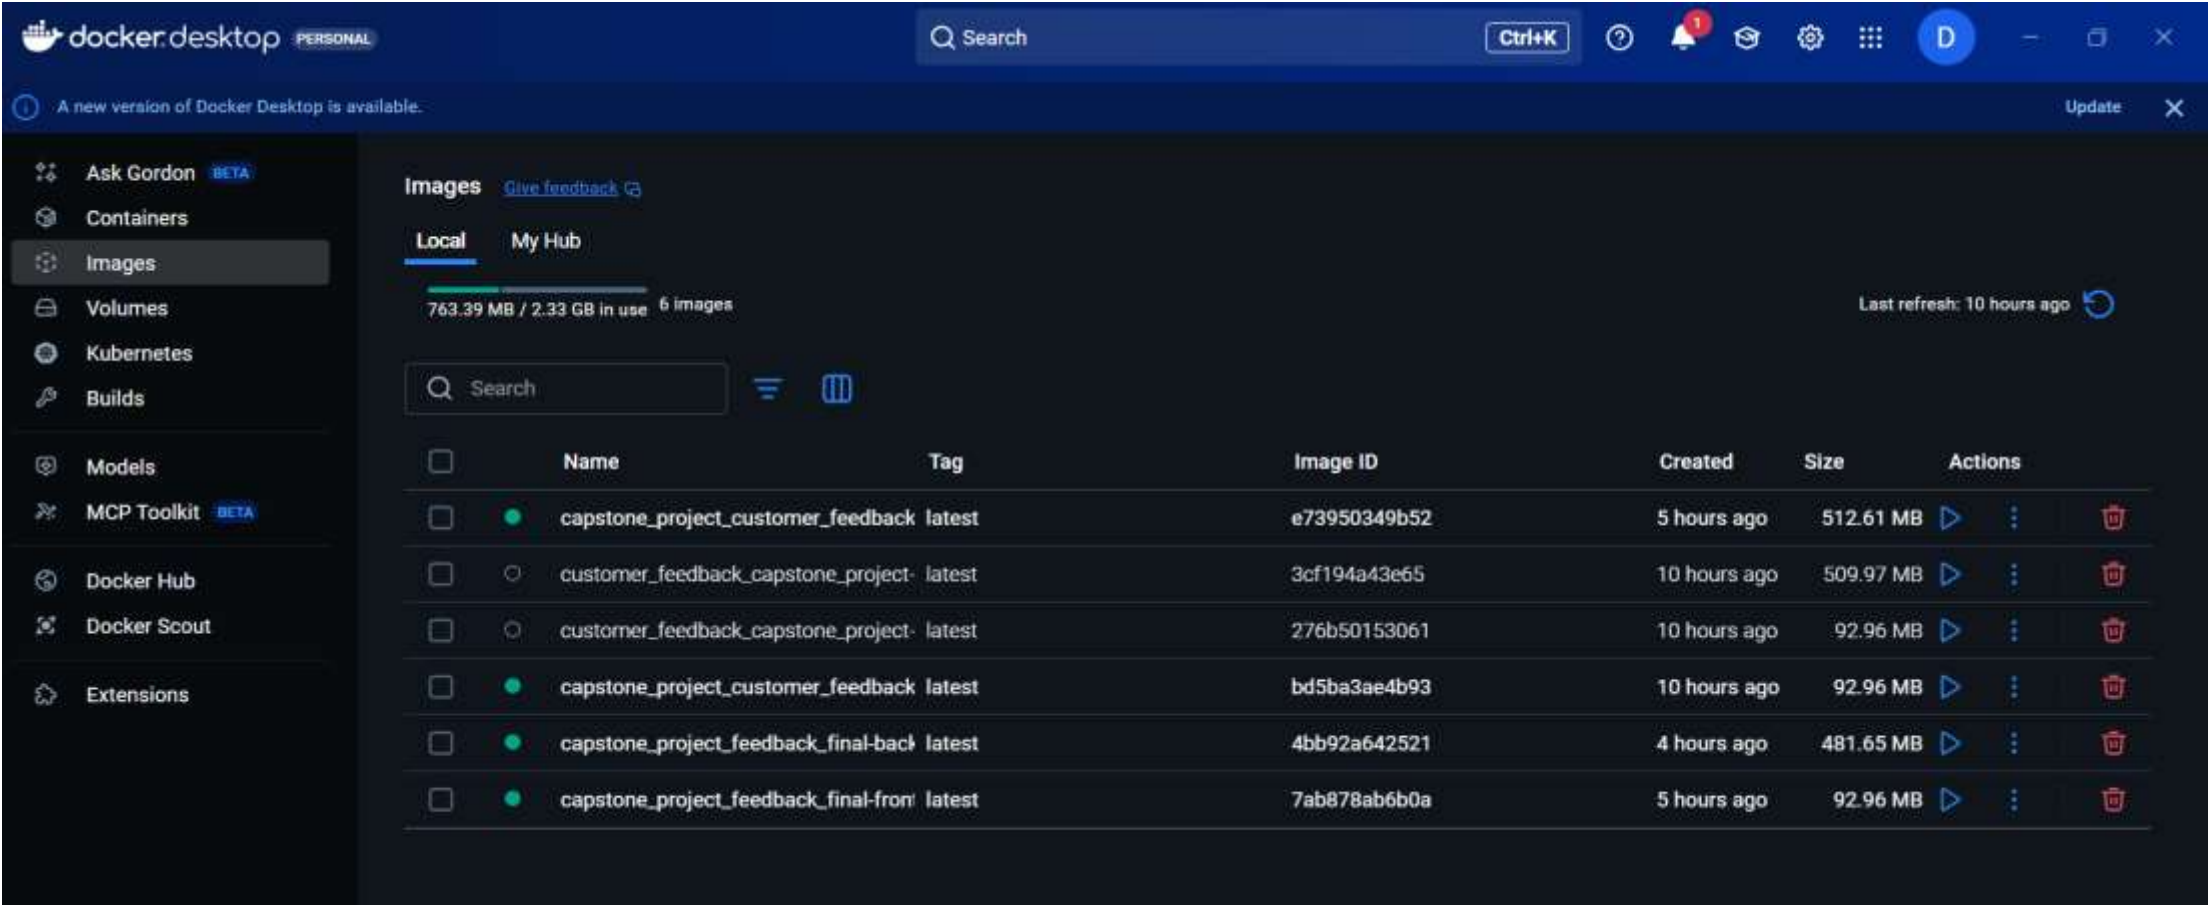 docker.desktop PERSONAL
Search Ctrl+K 1 D
A new version of Docker Desktop is available. Update
Ask Gordon BETA
Containers
Images
Volumes
Kubernetes
Builds
Models
MCP Toolkit BETA
Docker Hub
Docker Scout
Extensions
Images Give feedback
Local My Hub
763.39 MB / 2.33 GB in use 6 images
Last refresh: 10 hours ago
Search
Name Tag Image ID Created Size Actions
capstone_project_customer_feedback latest e73950349b52 5 hours ago 512.61 MB
customer_feedback_capstone_project- latest 3cf194a43e65 10 hours ago 509.97 MB
customer_feedback_capstone_project- latest 276b50153061 10 hours ago 92.96 MB
capstone_project_customer_feedback latest bd5ba3ae4b93 10 hours ago 92.96 MB
capstone_project_feedback_final-back latest 4bb92a642521 4 hours ago 481.65 MB
capstone_project_feedback_final-front latest 7ab878ab6b0a 5 hours ago 92.96 MB